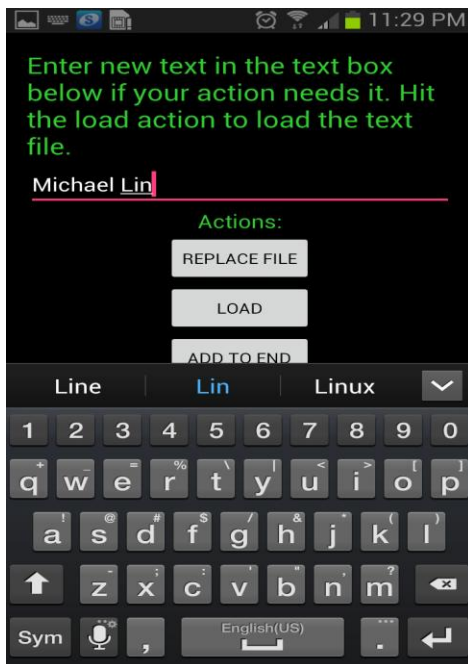 11:29 PM
Enter new text in the text box
below if your action needs it. Hit
the load action to load the text
file.
Michael Lin
Actions:
REPLACE FILE
LOAD
ADD TO END
Line Lin Linux
1 2 3 4 5 6 7 8 9 0
q w e r t y u i o p
a s d f g h j k l
z x c v b n m
Sym , English(US) .